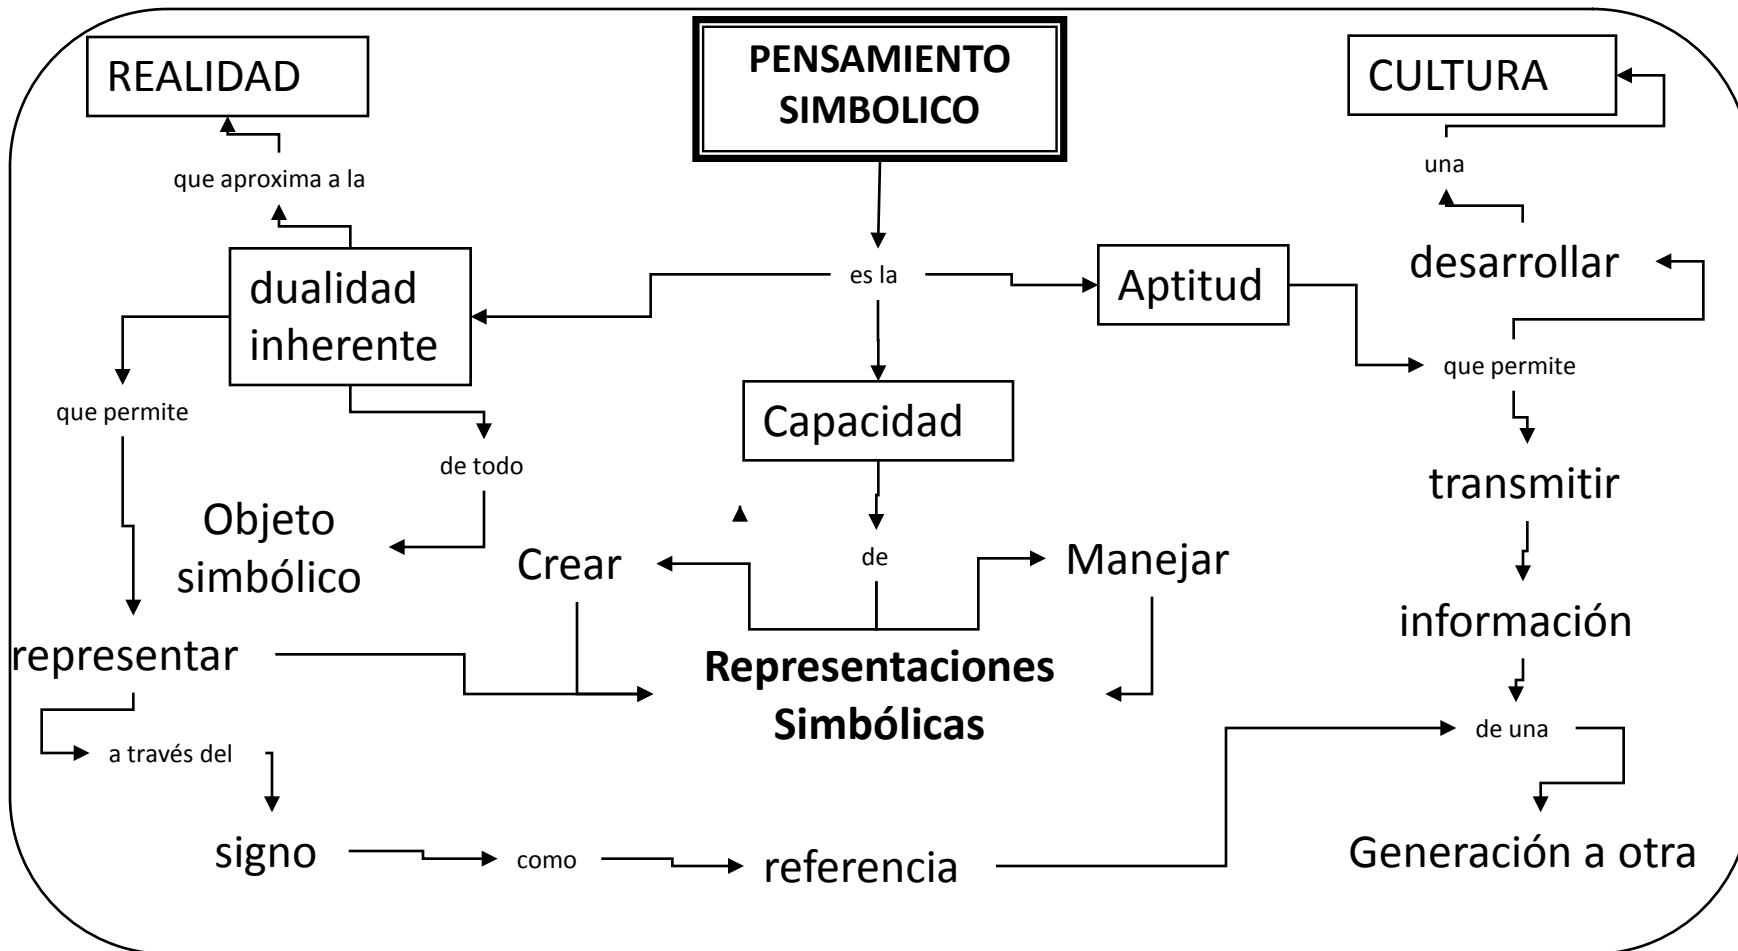 PENSAMIENTO
SIMBOLICO
REALIDAD
CULTURA
que aproxima a la
una
dualidad
inherente
es la
Aptitud
desarrollar
que permite
que permite
Capacidad
de todo
transmitir
Objeto
simbólico
Crear
de
Manejar
información
representar
Representaciones
Simbólicas
a través del
de una
signo
como
referencia
Generación a otra